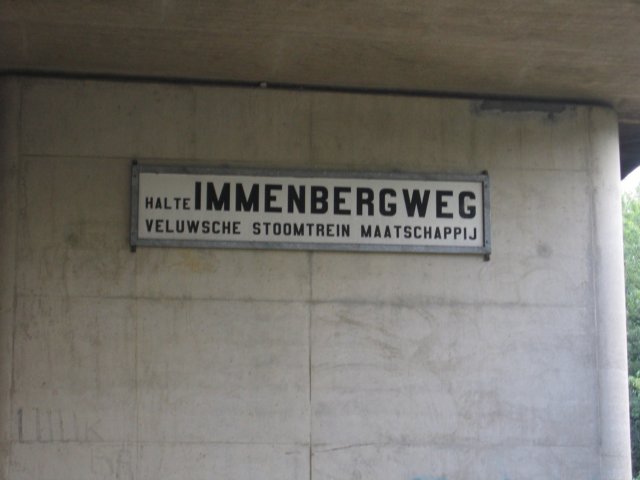 HALTE IMMENBERGWEG
VELUWSCHE STOOMTREIN MAATSCHAPPIJ